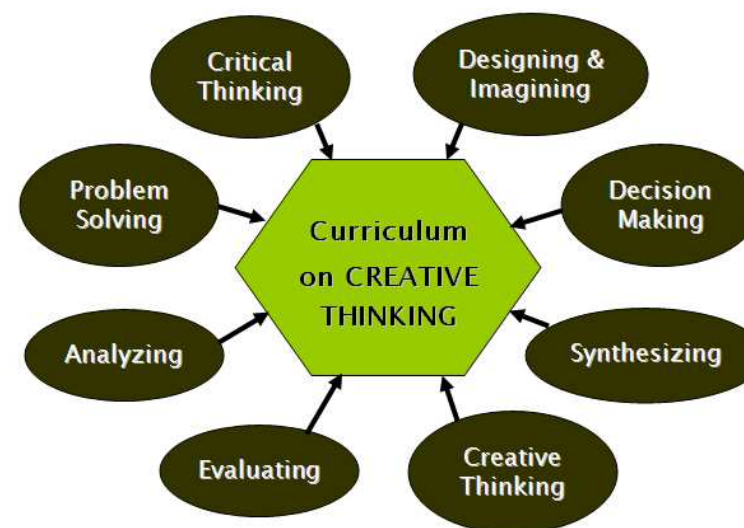 Critical
Thinking
Designing &
Imagining
Problem
Solving
Decision
Making
Curriculum
on CREATIVE
THINKING
Analyzing
Synthesizing
Evaluating
Creative
Thinking